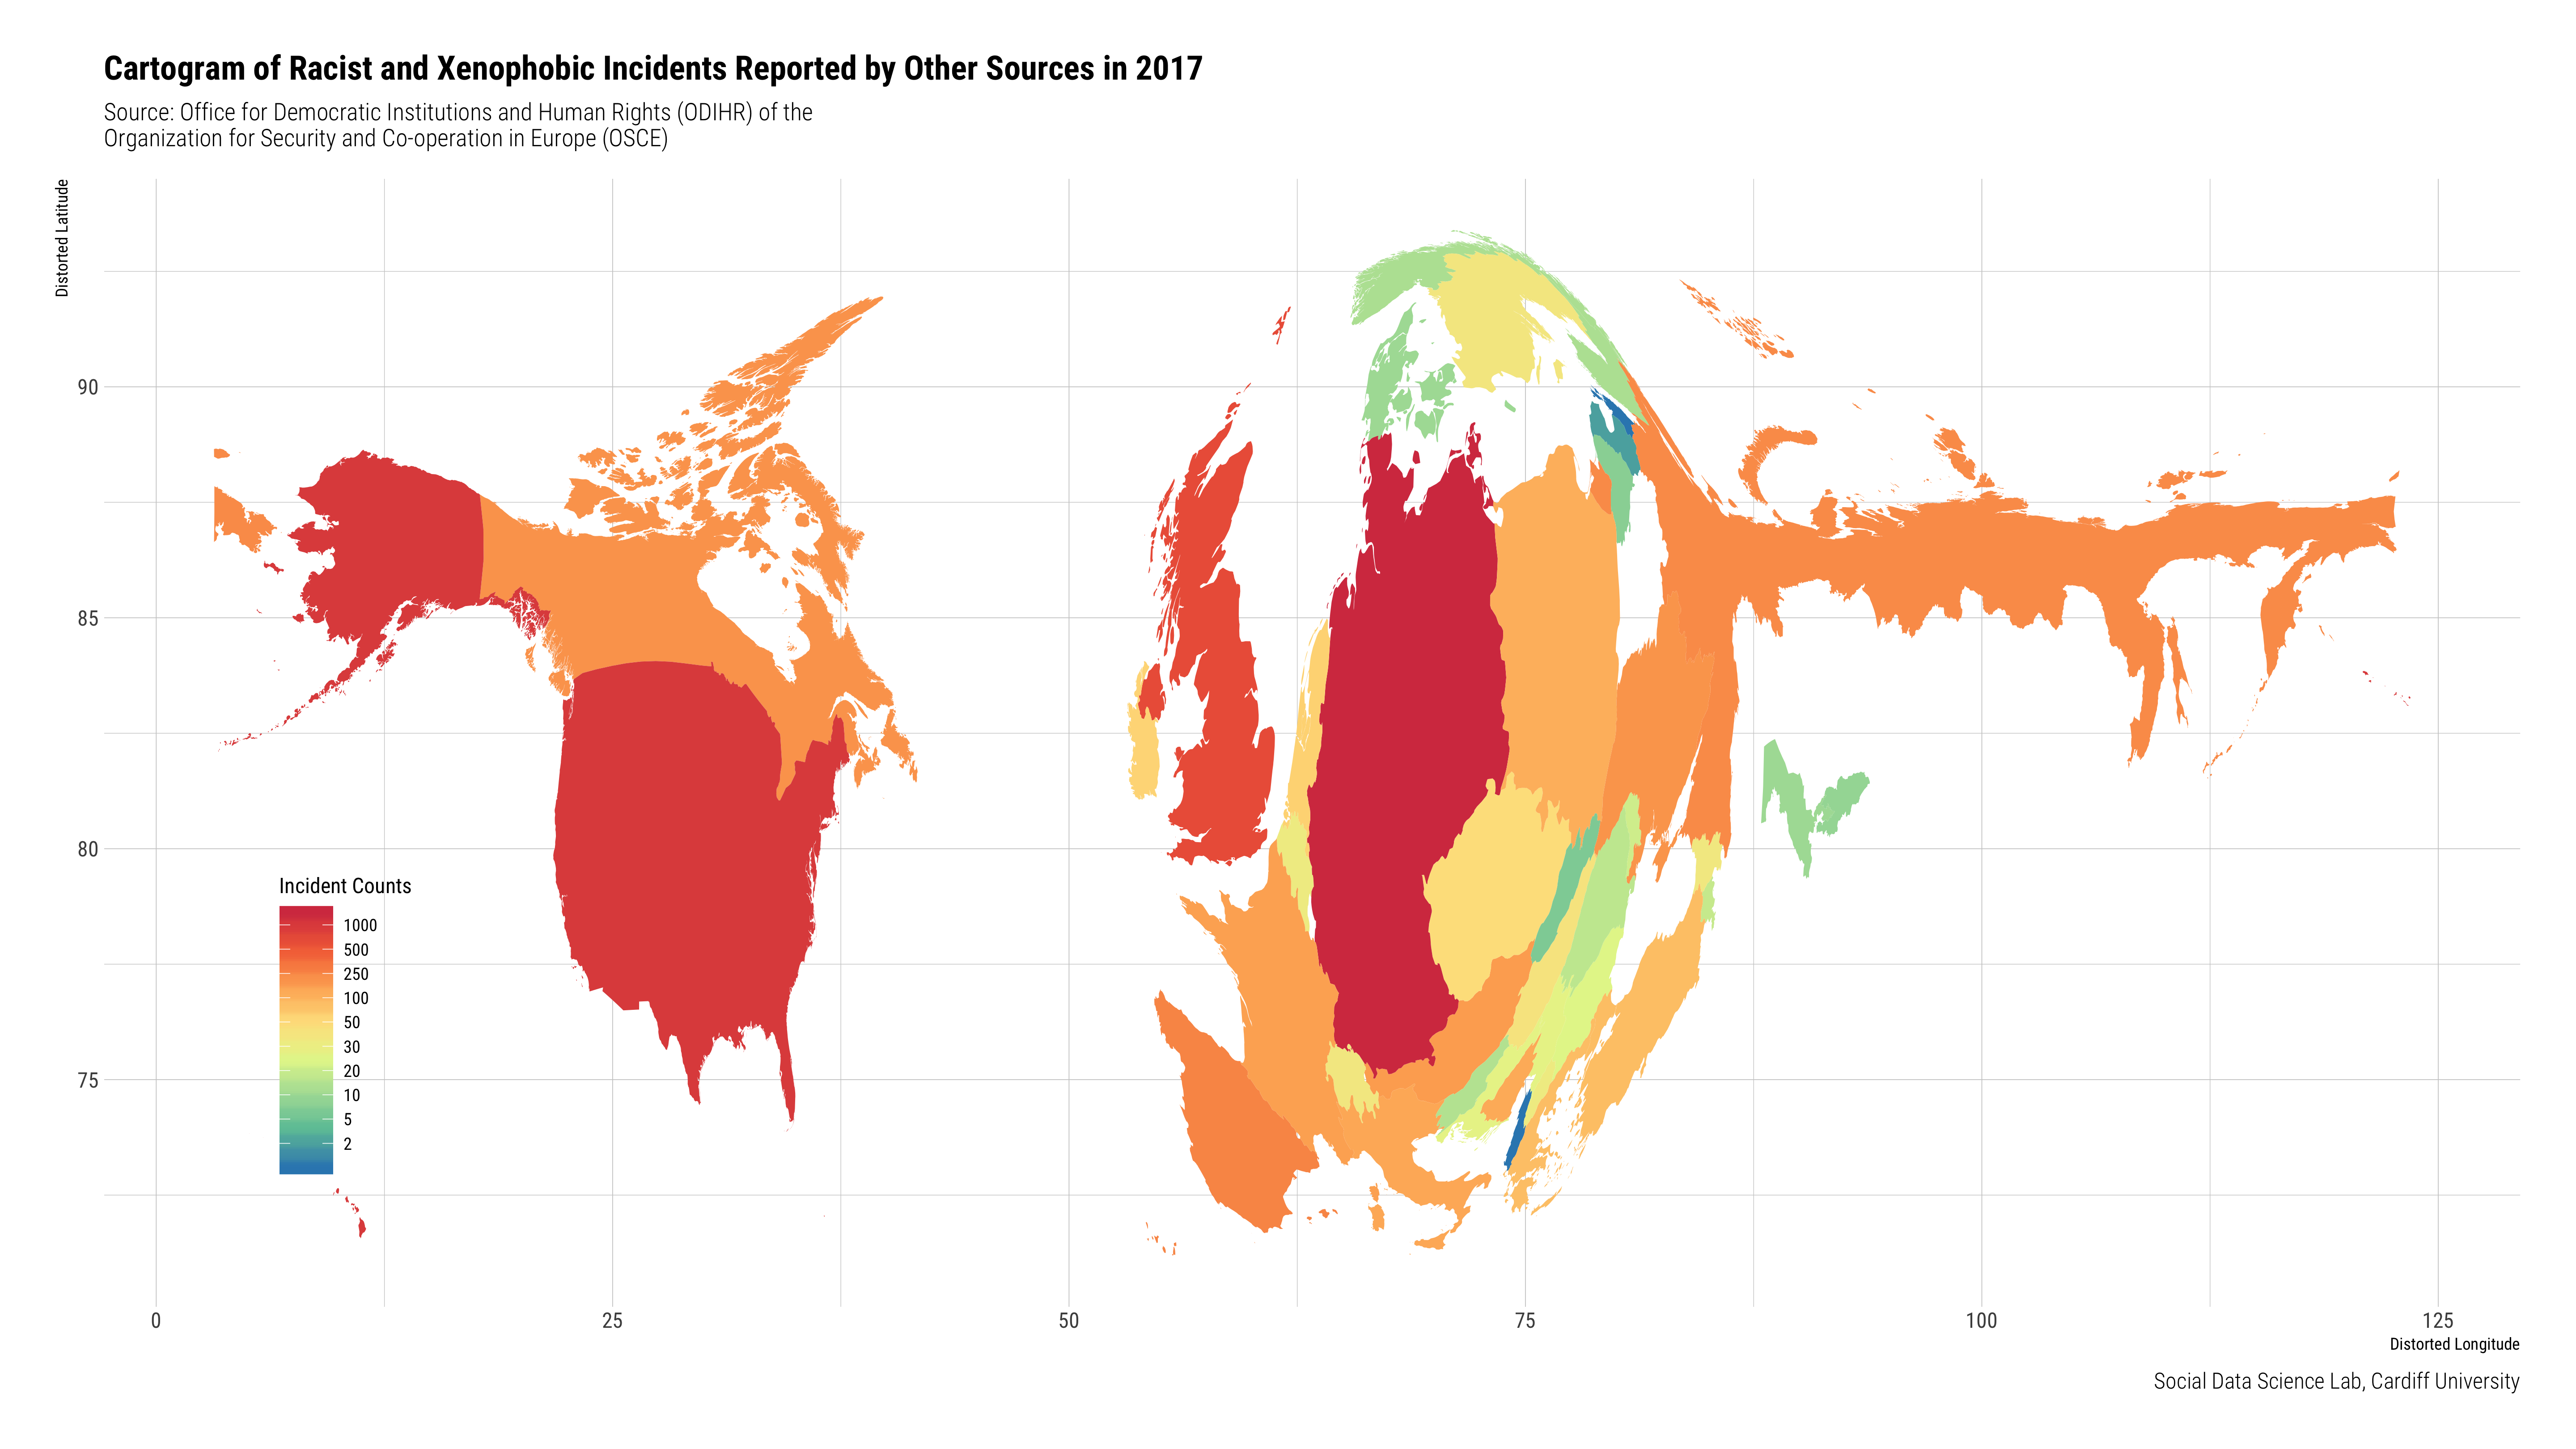 Cartogram of Racist and Xenophobic Incidents Reported by Other Sources in 2017
Source: Office for Democratic Institutions and Human Rights (ODIHR) of the
Organization for Security and Co-operation in Europe (OSCE)
Distorted Latitude
90
85
80
75
Incident Counts
1000
500
250
100
50
30
20
10
5
2
0
25
50
75
100
125
Distorted Longitude
Social Data Science Lab, Cardiff University